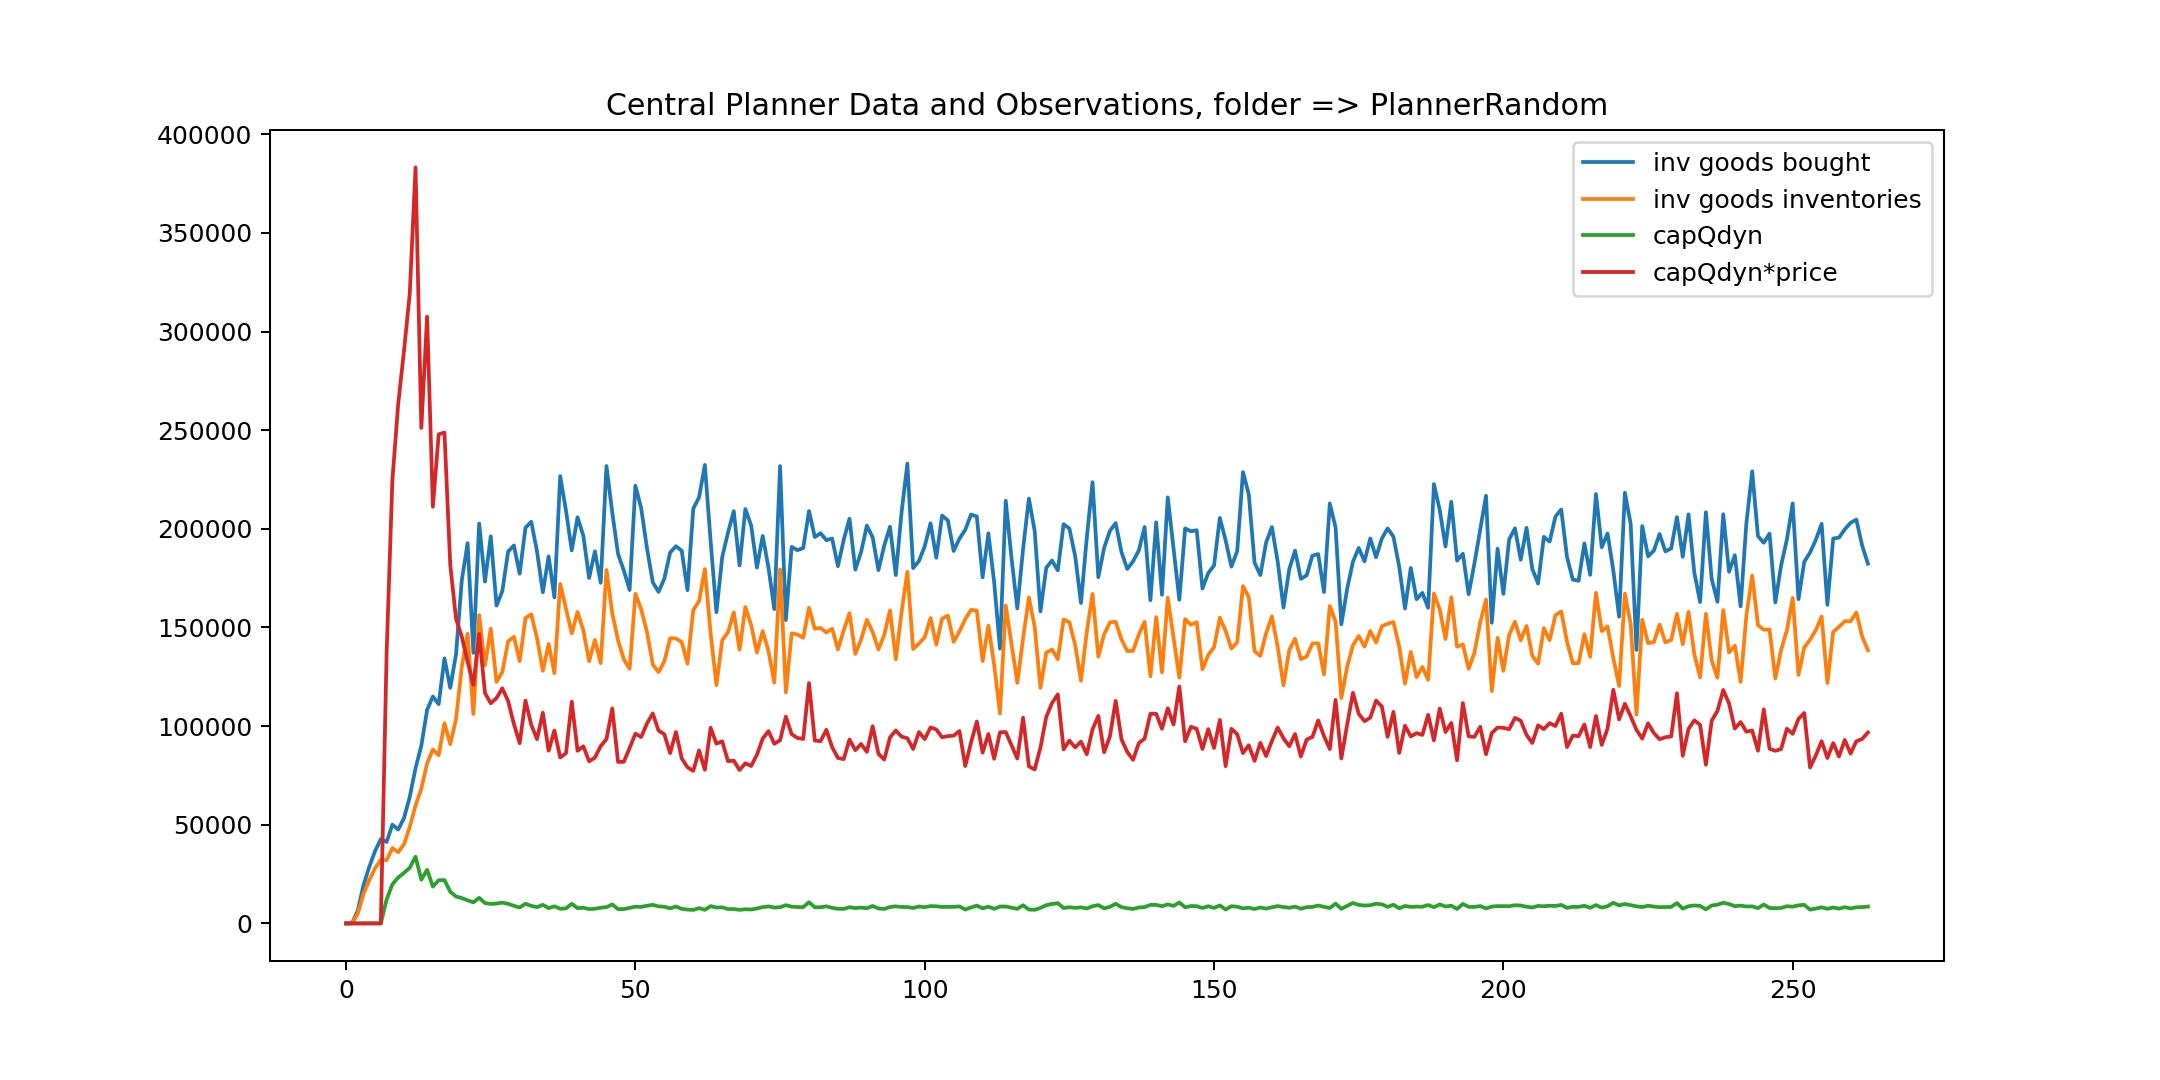 Central Planner Data and Observations, folder => PlannerRandom
400000
350000
300000
250000
200000
150000
100000
50000
0
inv goods bought
inv goods inventories
capQdyn
capQdyn*price
0 50 100 150 200 250